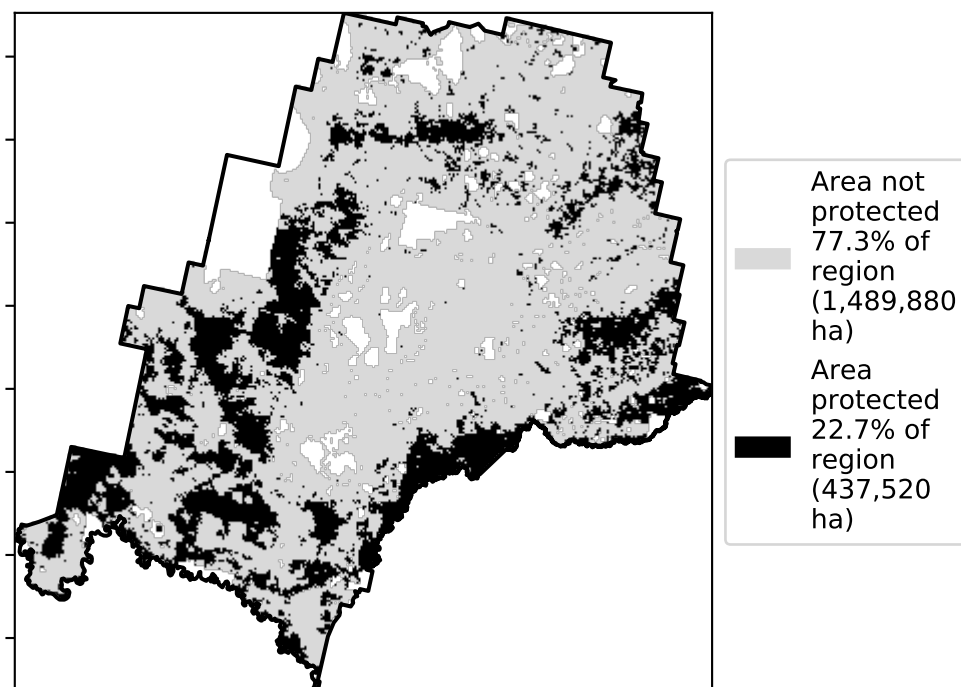 Area not
protected
77.3% of
region
(1,489,880
ha)
Area
protected
22.7% of
region
(437,520
ha)